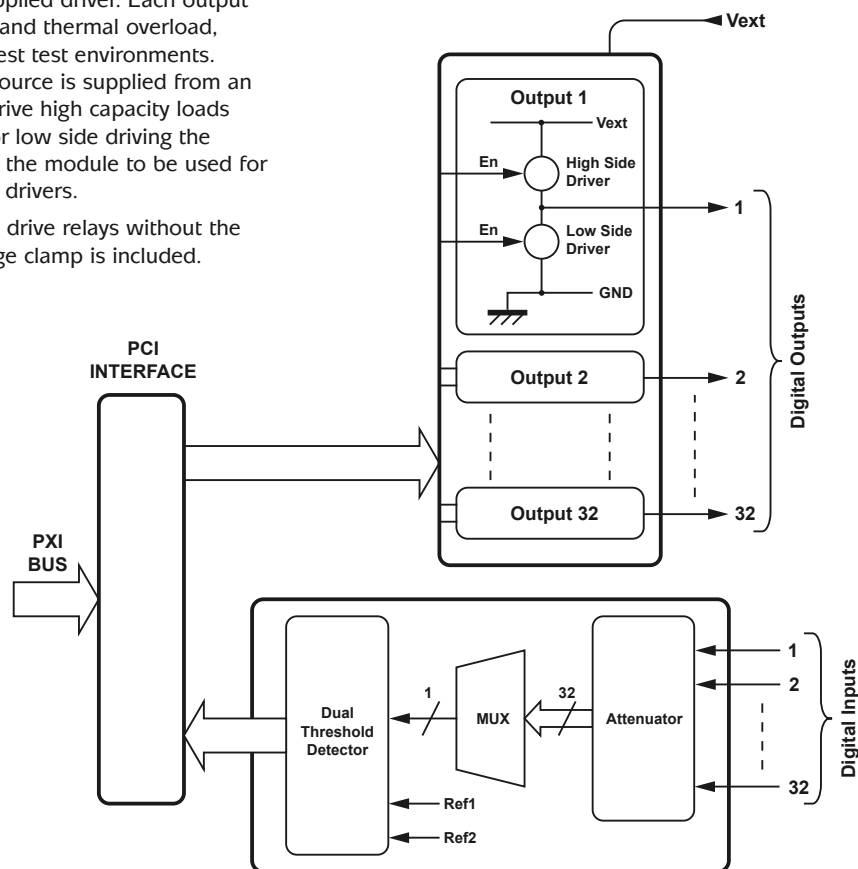 pplied driver. Each output
and thermal overload,
est test environments.
ource is supplied from an
rive high capacity loads
or low side driving the
the module to be used for
drivers.
drive relays without the
ge clamp is included.
Vext
Output 1
Vext
En
High Side
Driver
1
En
Low Side
Driver
GND
Output 2
2
Output 32
32
Digital Outputs
PCI
INTERFACE
PXI
BUS
Dual
Threshold
Detector
1
MUX
32
Attenuator
1
2
32
Digital Inputs
Ref1
Ref2